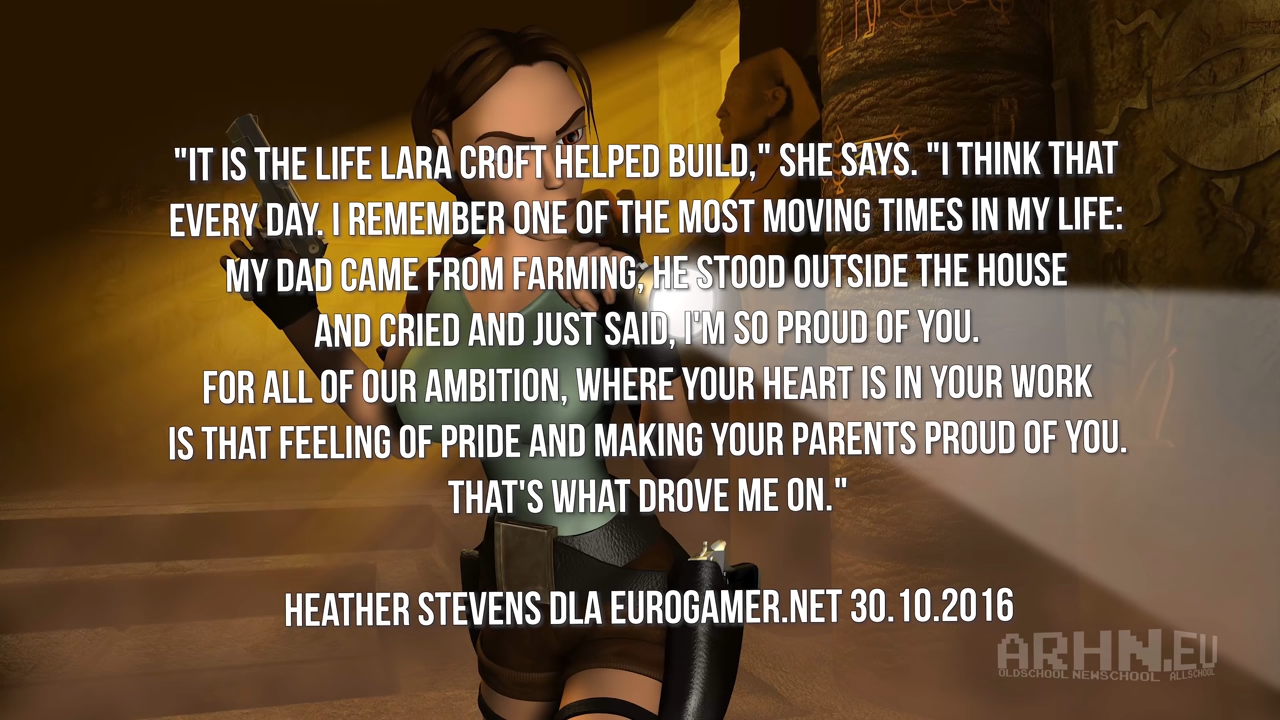 "IT IS THE LIFE LARA CROFT HELPED BUILD," SHE SAYS. "I THINK THAT
EVERY DAY. I REMEMBER ONE OF THE MOST MOVING TIMES IN MY LIFE:
MY DAD CAME FROM FARMING; HE STOOD OUTSIDE THE HOUSE
AND CRIED AND JUST SAID, I'M SO PROUD OF YOU.
FOR ALL OF OUR AMBITION, WHERE YOUR HEART IS IN YOUR WORK
IS THAT FEELING OF PRIDE AND MAKING YOUR PARENTS PROUD OF YOU.
THAT'S WHAT DROVE ME ON."
HEATHER STEVENS DLA EUROGAMER.NET 30.10.2016
ARHN.EU
OLDSCHOOL NEWSCHOOL ALLSCHOOL